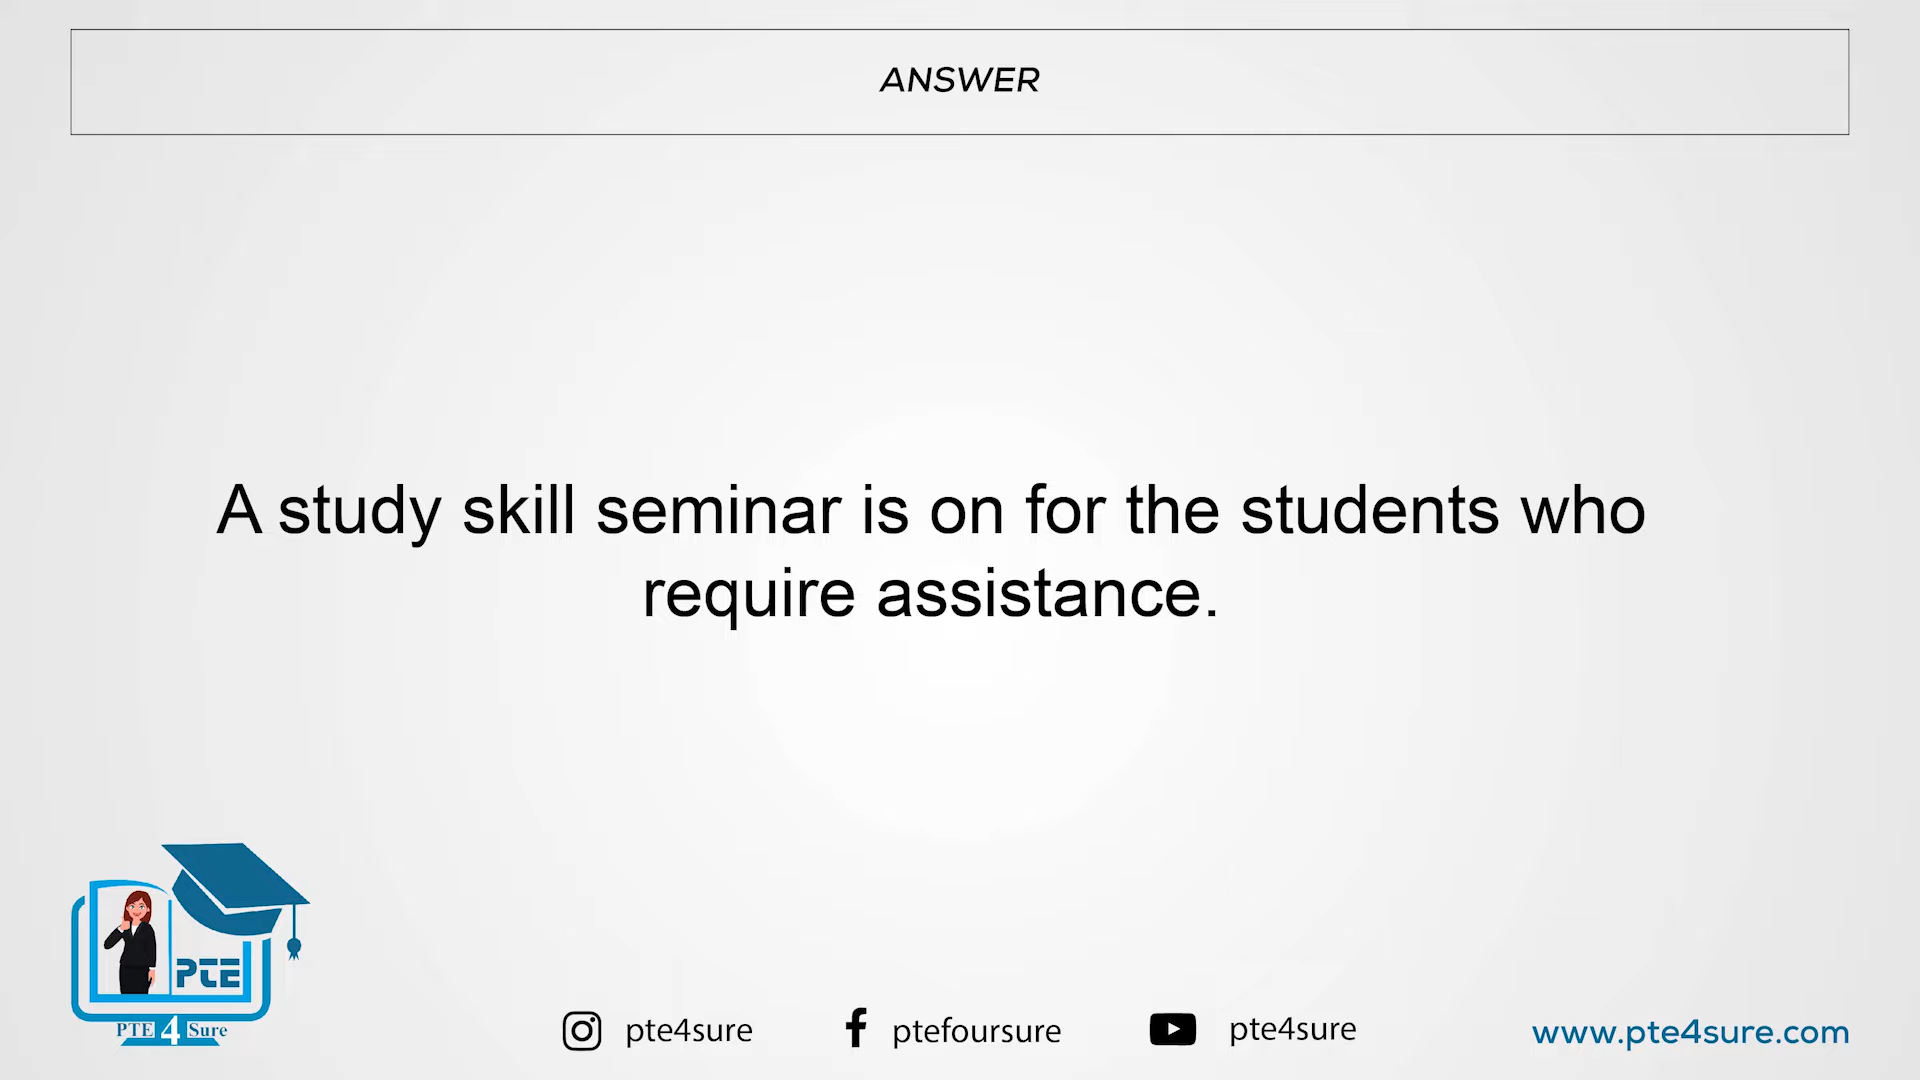 ANSWER
A study skill seminar is on for the students who
require assistance.
PTE
PTE 4 Sure
pte4sure
ptefoursure
pte4sure
www.pte4sure.com